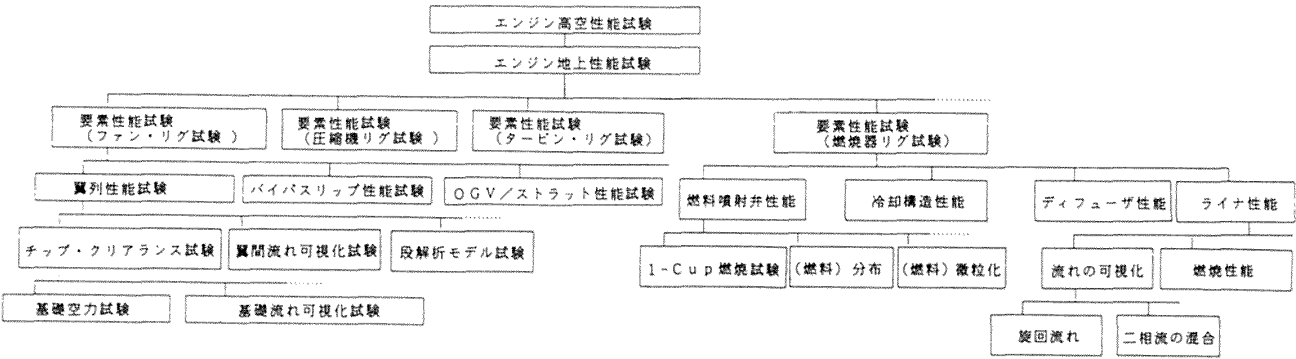 エンジン高空性能試験
エンジン地上性能試験
要素性能試験
(ファン・リグ試験 )
要素性能試験
(圧縮機リグ試験 )
要素性能試験
(タービン・リグ試験)
要素性能試験
(燃焼器リグ試験)
翼列性能試験
バイパスリップ性能試験
OGV/ストラット性能試験
燃料噴射弁性能
冷却構造性能
ディフューザ性能
ライナ性能
チップ・クリアランス試験
翼間流れ可視化試験
段解析モデル試験
1-Cup燃焼試験
(燃料)分布
(燃料)微粒化
流れの可視化
燃焼性能
基礎空力試験
基礎流れ可視化試験
旋回流れ
二相流の混合